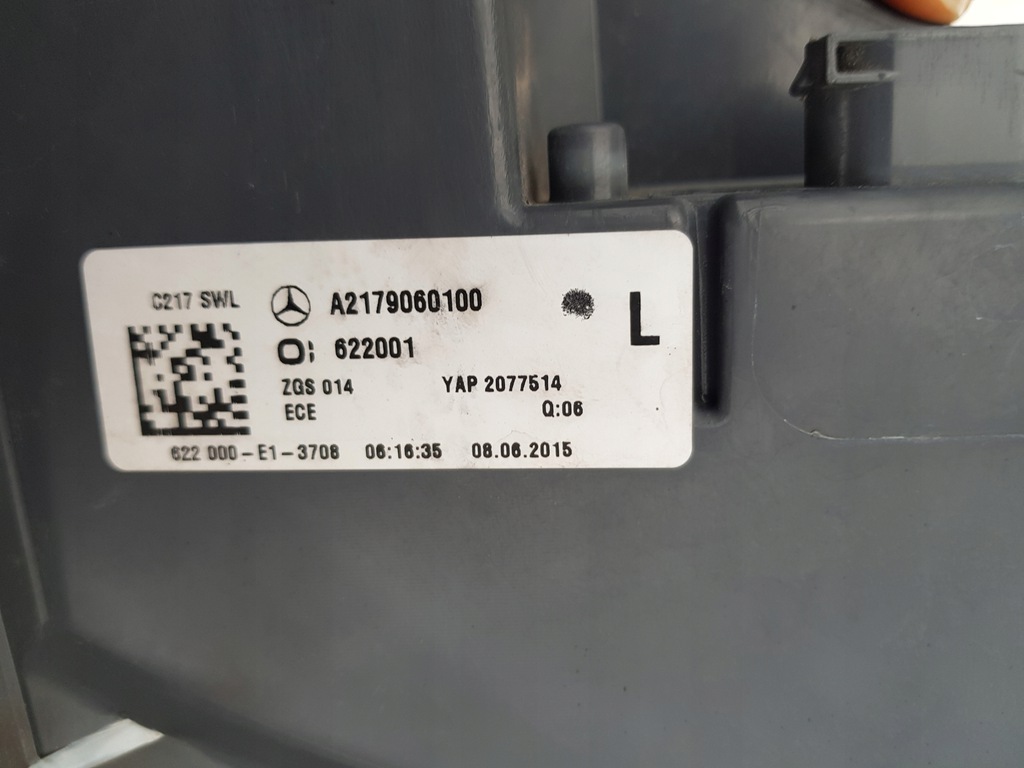 C217 SWL
A2179060100
L
622001
ZGS 014 YAP 2077514
ECE Q:06
622 000-E1-3708 06:16:35 08.06.2015